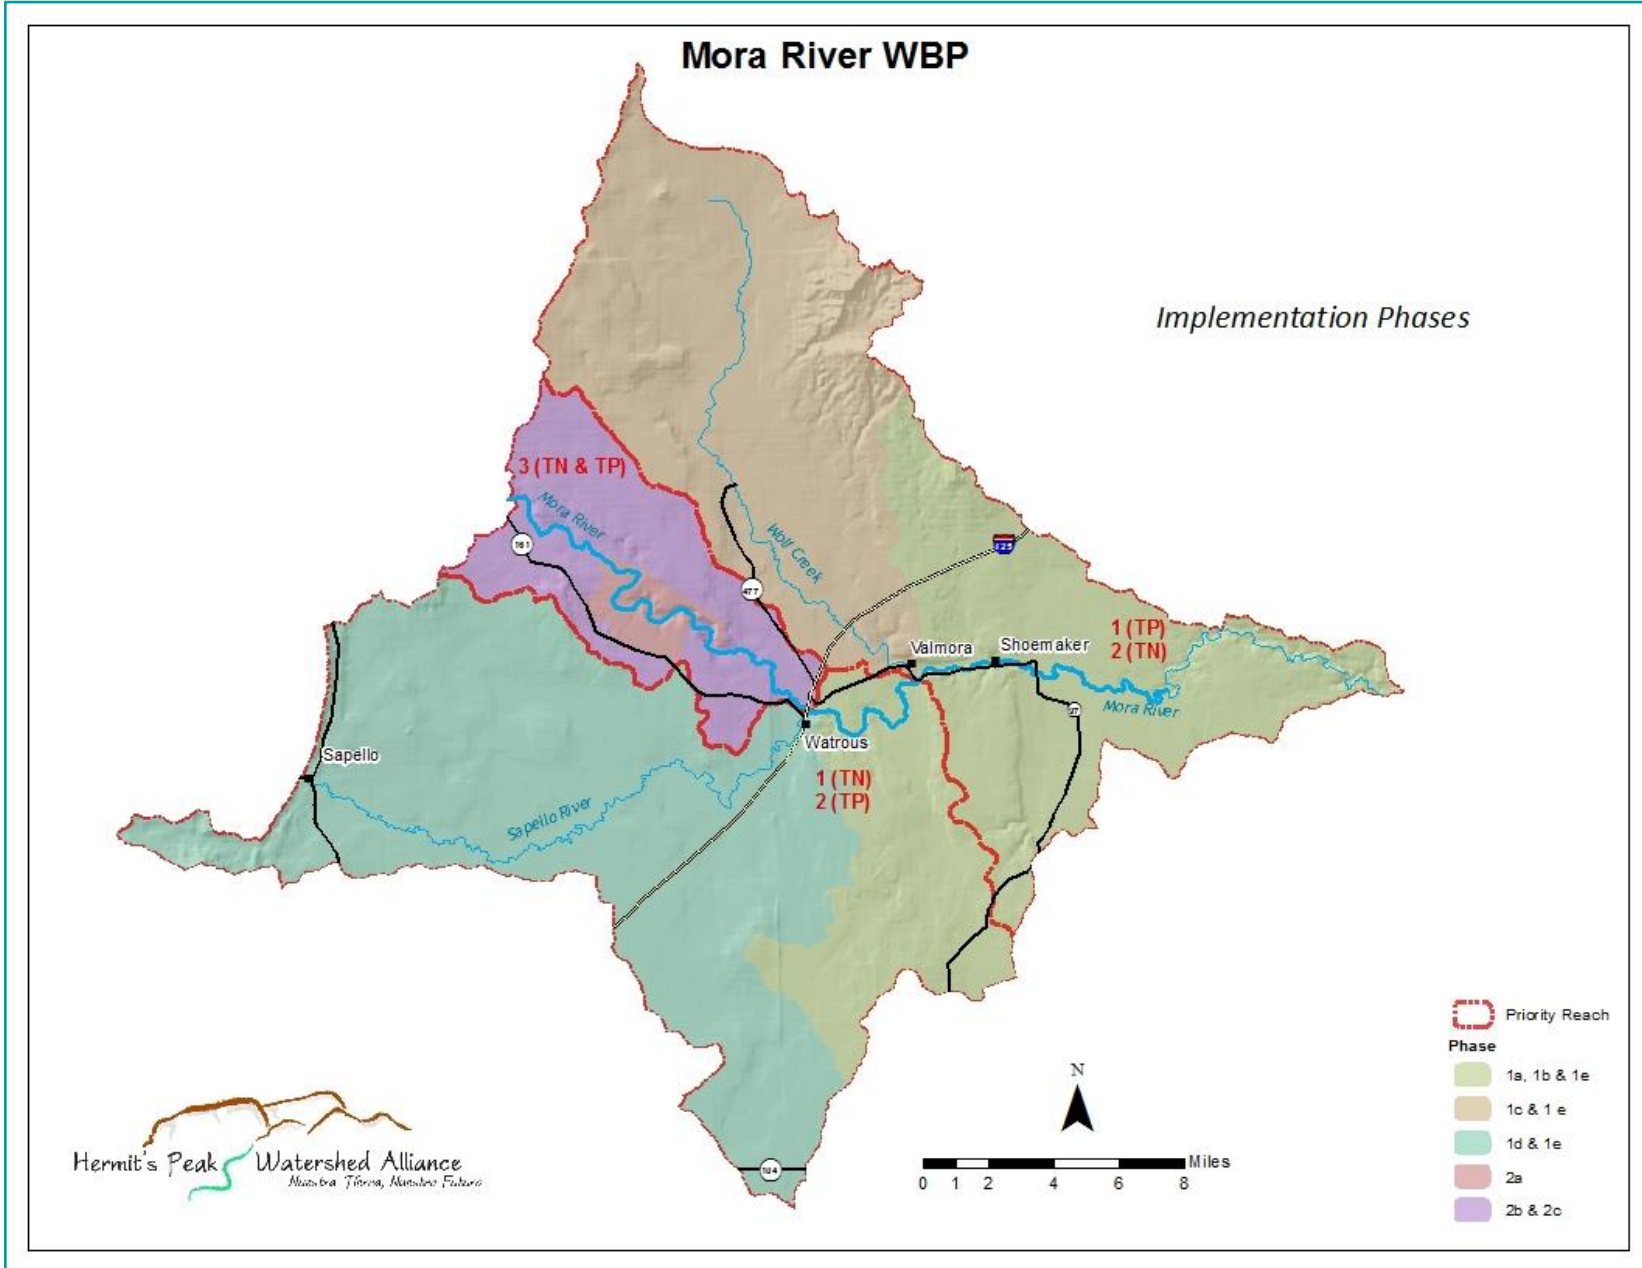 Mora River WBP
Implementation Phases
3 (TN & TP)
Mora River
161
Wolf Creek
I 25
477
1 (TP)
2 (TN)
Valmora
Shoemaker
97
Mora River
Watrous
Sapello
1 (TN)
2 (TP)
Sapello River
Priority Reach
Phase
1a, 1b & 1e
1c & 1 e
1d & 1e
2a
2b & 2c
N
Miles
0 1 2 4 6 8
Hermit's Peak Watershed Alliance
Nuestra Tierra, Nuestro Futuro